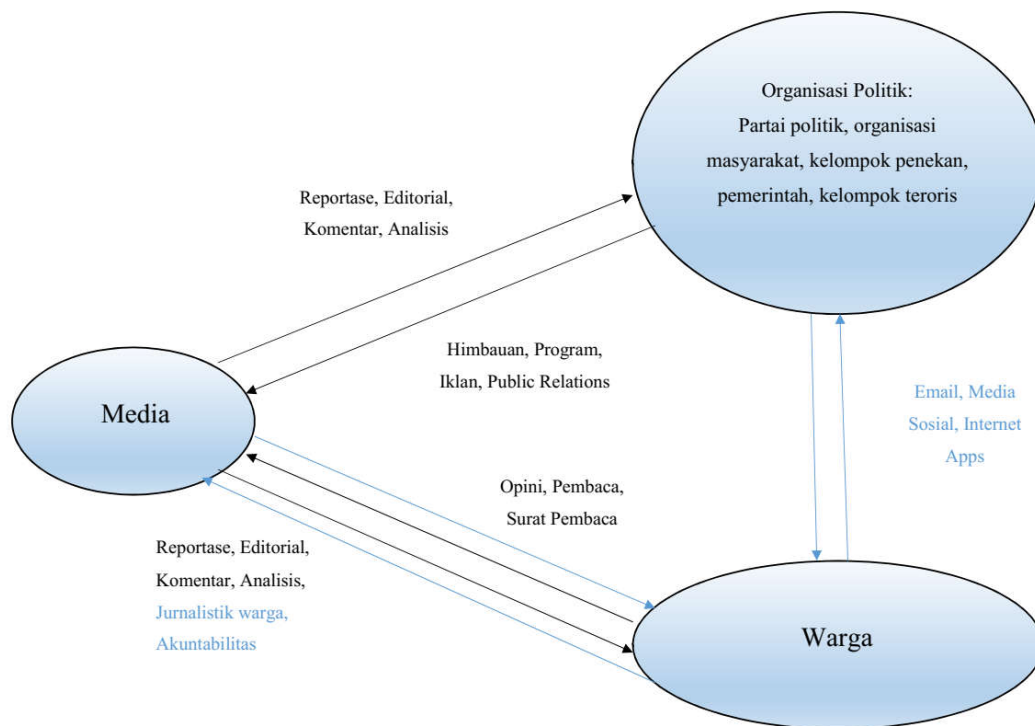 Organisasi Politik:
Partai politik, organisasi
masyarakat, kelompok penekan,
pemerintah, kelompok teroris
Reportase, Editorial,
Komentar, Analisis
Himbauan, Program,
Iklan, Public Relations
Media
Email, Media
Sosial, Internet
Apps
Opini, Pembaca,
Surat Pembaca
Reportase, Editorial,
Komentar, Analisis,
Jurnalistik warga,
Akuntabilitas
Warga